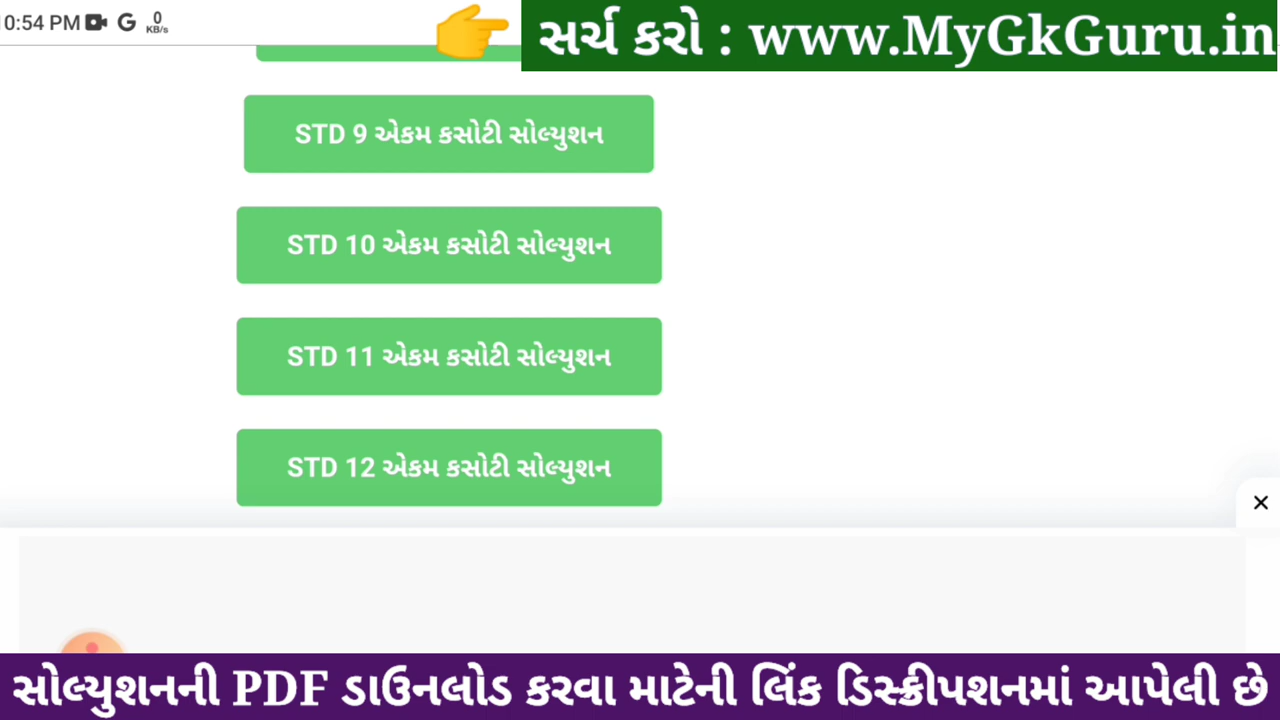 0:54 PM G 0 KB/s
સર્ચ કરો : www.MyGkGuru.in
STD 9 એકમ કસોટી સોલ્યુશન
STD 10 એકમ કસોટી સોલ્યુશન
STD 11 એકમ કસોટી સોલ્યુશન
STD 12 એકમ કસોટી સોલ્યુશન
સોલ્યુશનની PDF ડાઉનલોડ કરવા માટેની લિંક ડિસ્ક્રીપશનમાં આપેલી છે